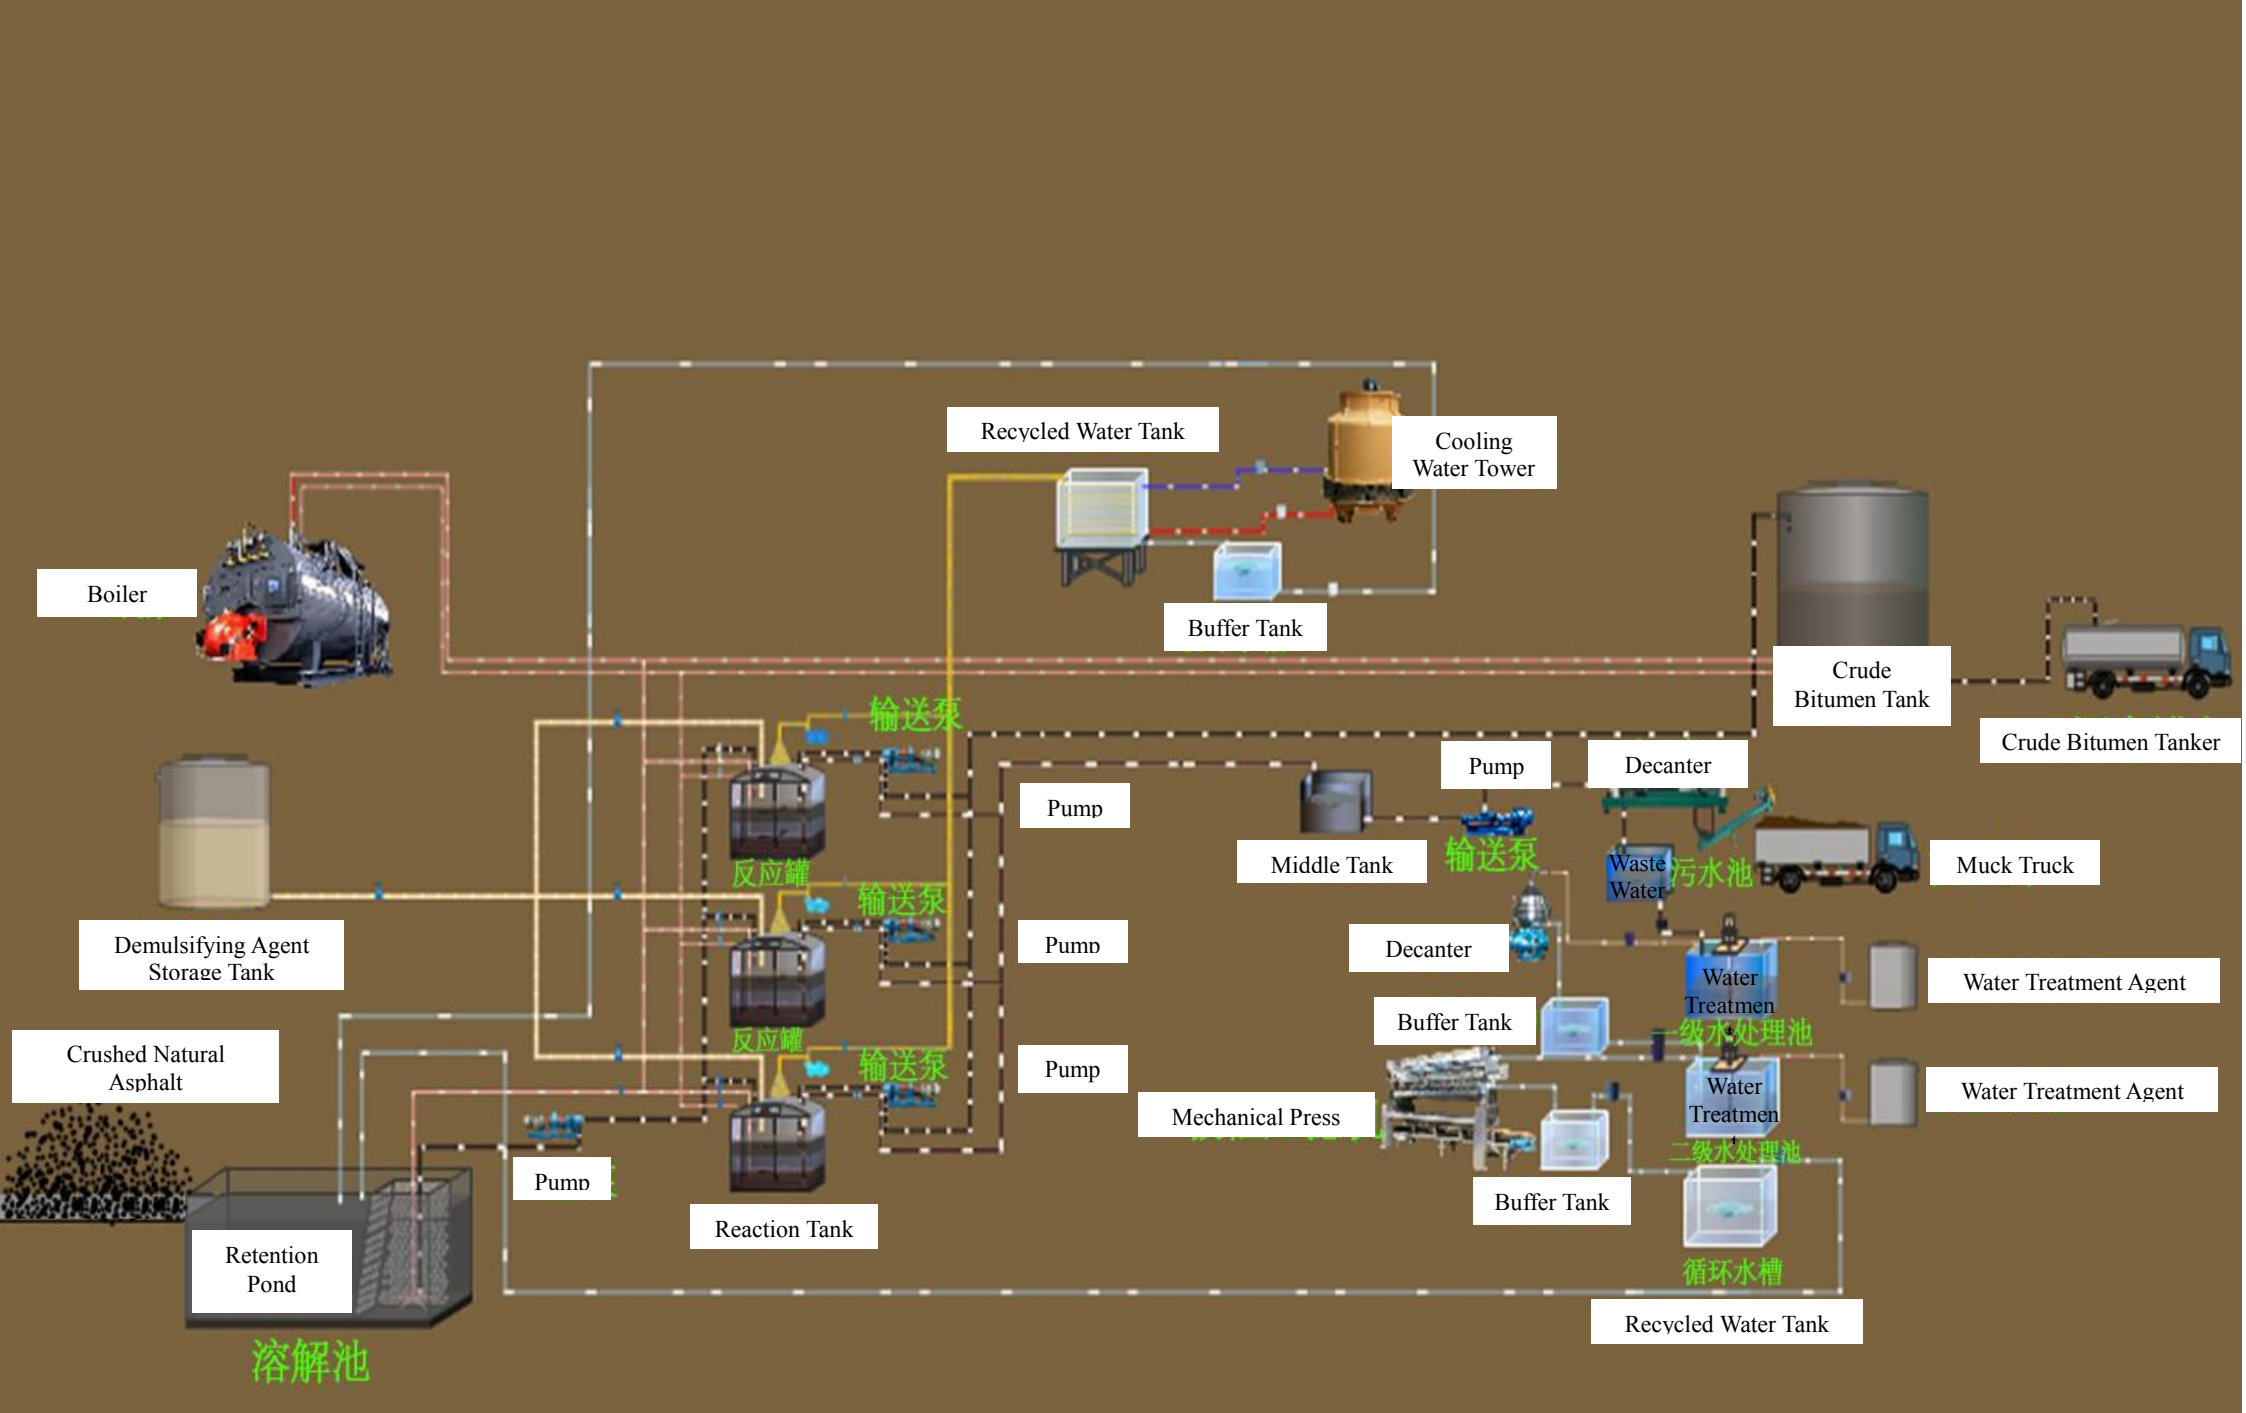 Recycled Water Tank
Cooling
Water Tower
Boiler
Buffer Tank
Crude
Bitumen Tank
输送泵
Crude Bitumen Tanker
Pump
Decanter
Pump
输送泵
Middle Tank
Waste
Water
污水池
Muck Truck
反应罐
输送泵
Demulsifying Agent
Storage Tank
Pump
Decanter
Water
Treatmen
Water Treatment Agent
Buffer Tank
一级水处理池
反应罐
Crushed Natural
Asphalt
输送泵
Pump
Water
Treatmen
t
Water Treatment Agent
Mechanical Press
二级水处理池
Pump
Buffer Tank
Reaction Tank
Retention
Pond
循环水槽
Recycled Water Tank
溶解池